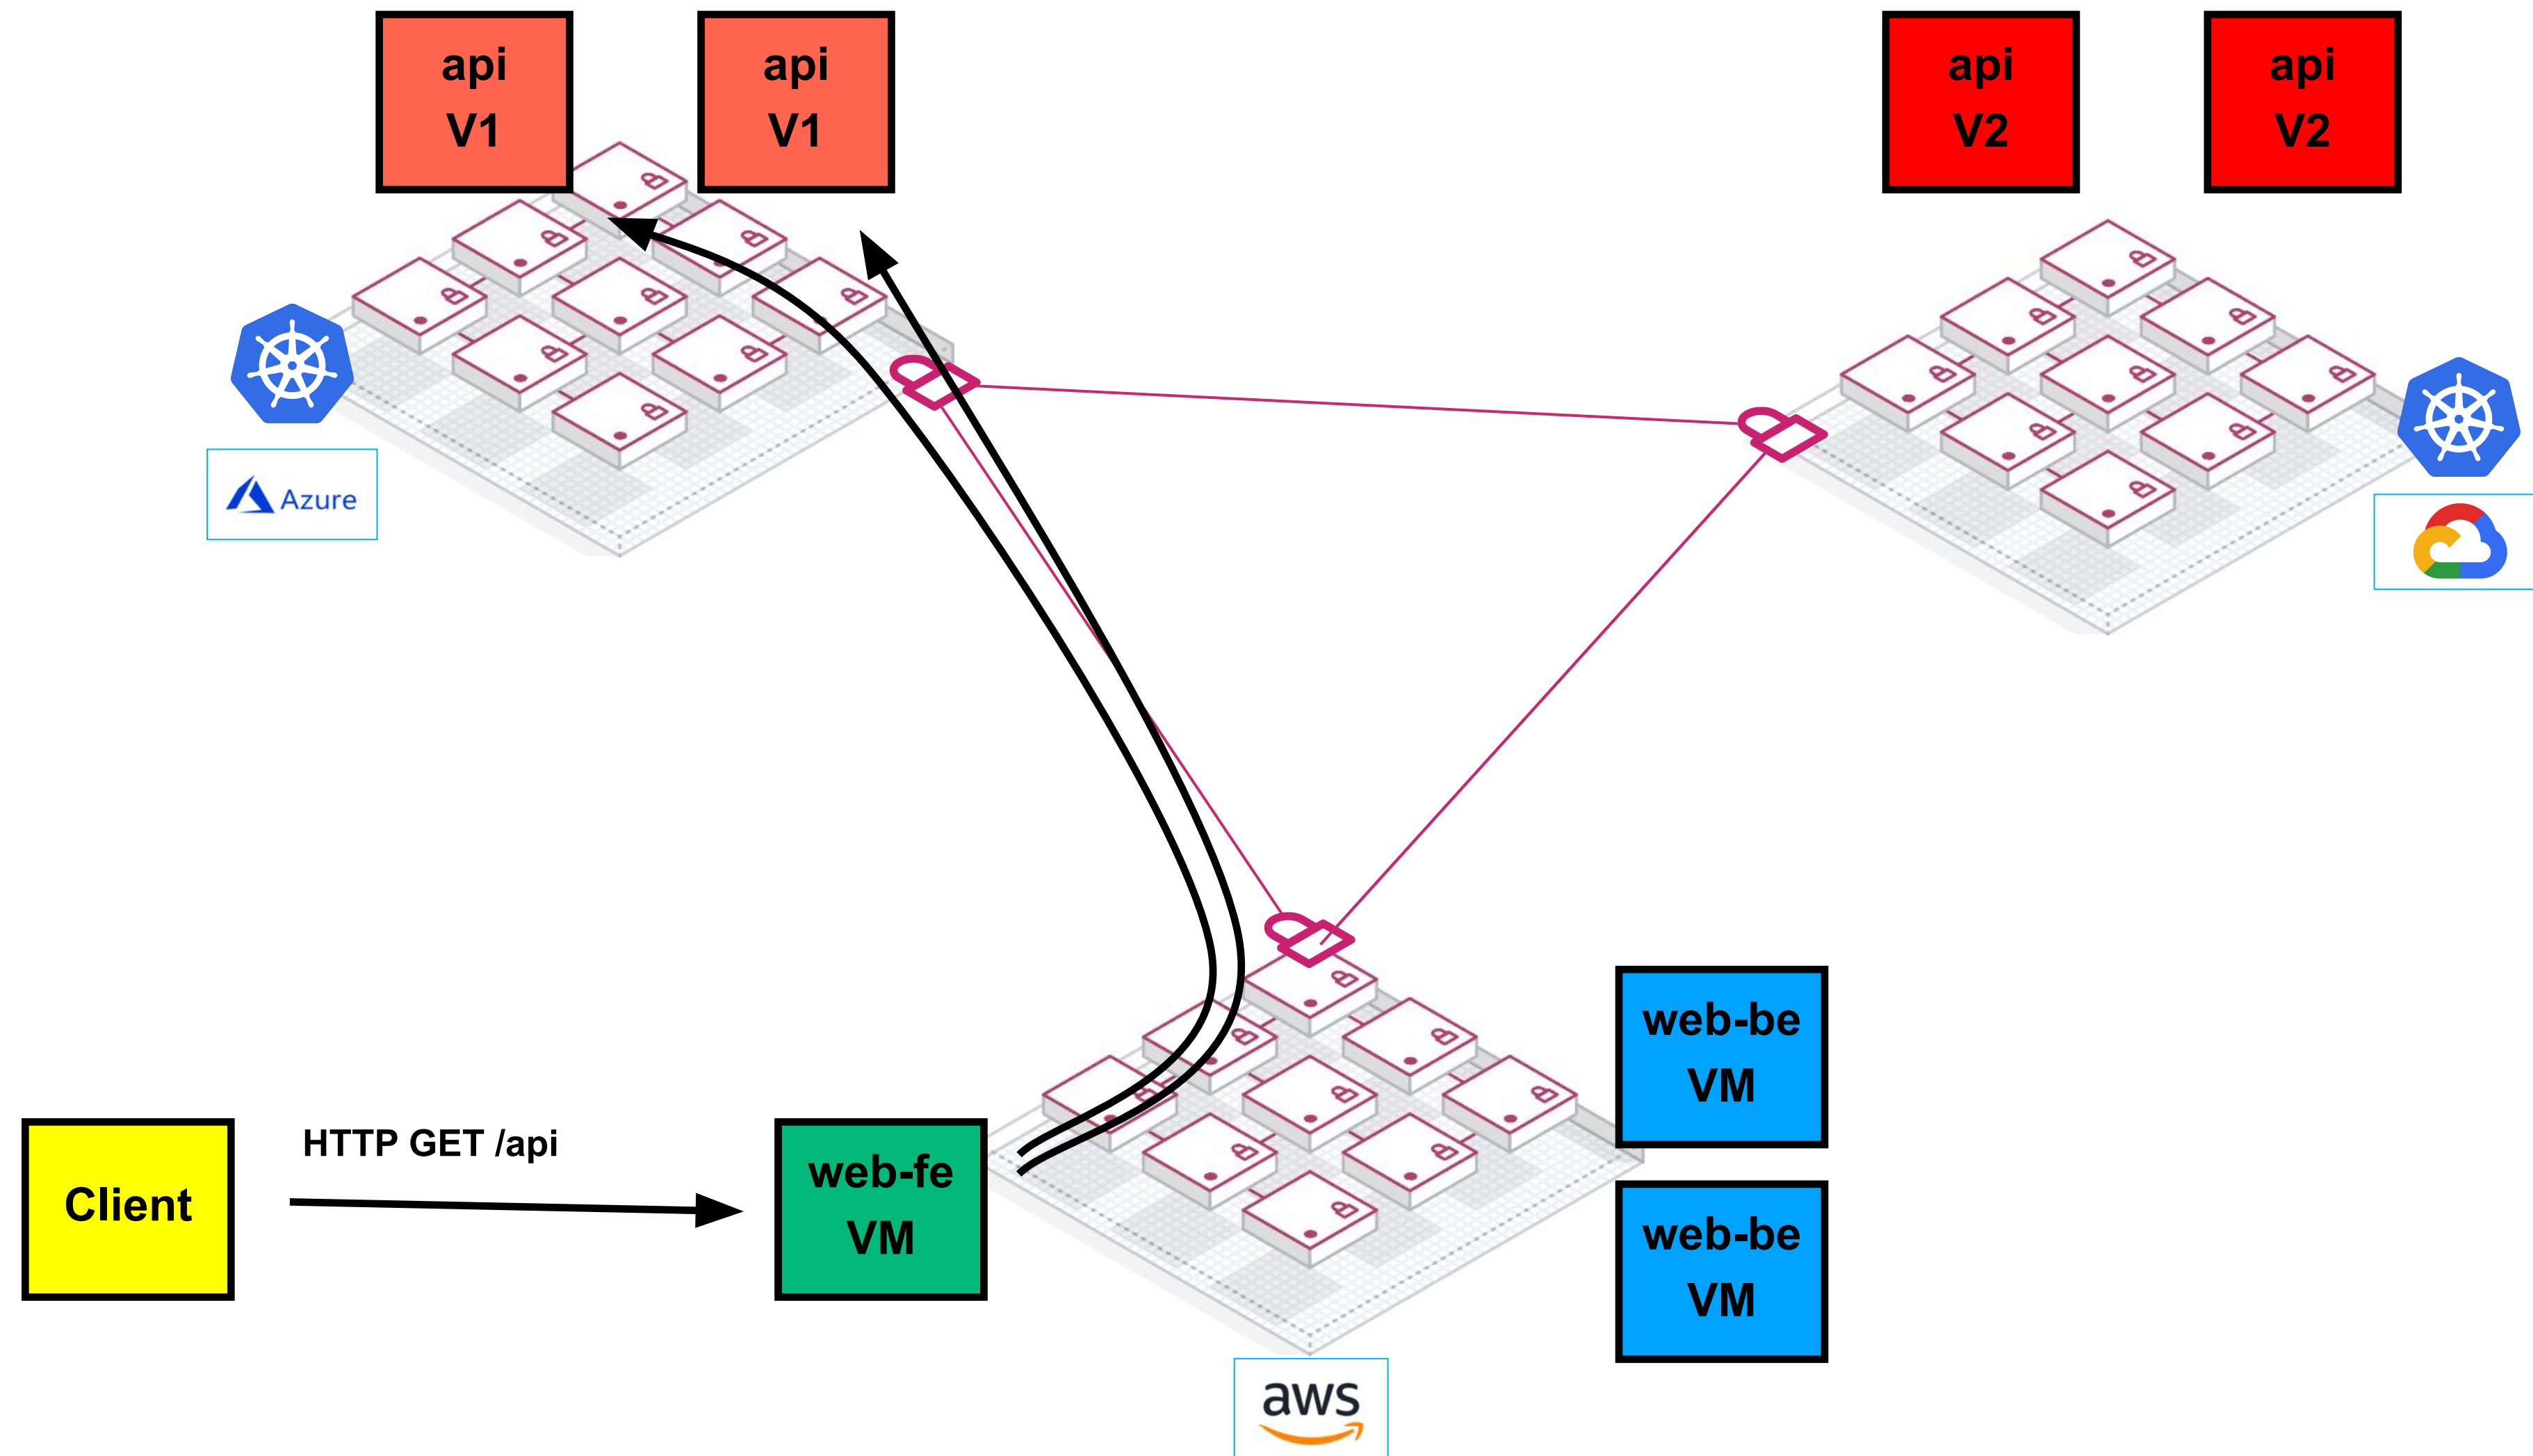 api
V1
api
V1
api
V2
api
V2
Azure
HTTP GET /api
Client
web-fe
VM
web-be
VM
web-be
VM
aws